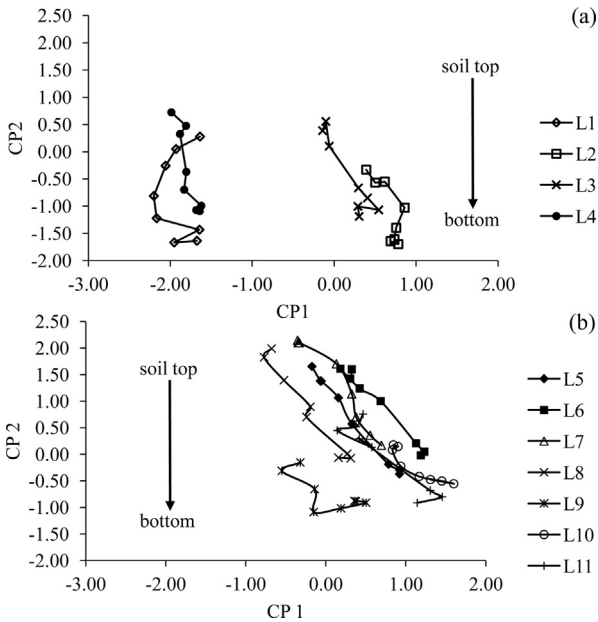 (a)
2.50
2.00
1.50
1.00
0.50
0.00
-0.50
-1.00
-1.50
-2.00
CP2
soil top
bottom
L1
L2
L3
L4
-3.00 -2.00 -1.00 0.00 1.00 2.00
CP1
(b)
2.50
2.00
1.50
1.00
0.50
0.00
-0.50
-1.00
-1.50
-2.00
CP 2
soil top
bottom
L5
L6
L7
L8
L9
L10
L11
-3.00 -2.00 -1.00 0.00 1.00 2.00
CP 1